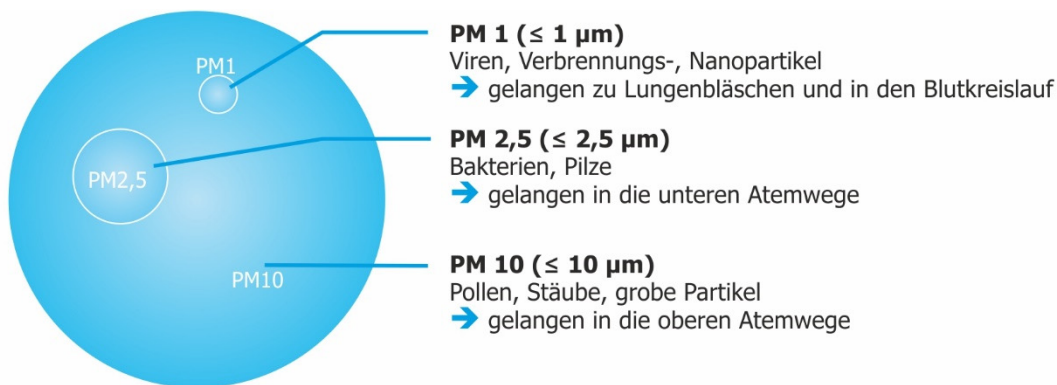 PM1
PM2,5
PM10
PM 1 (≤ 1 µm)
Viren, Verbrennungs-, Nanopartikel
➔ gelangen zu Lungenbläschen und in den Blutkreislauf
PM 2,5 (≤ 2,5 µm)
Bakterien, Pilze
➔ gelangen in die unteren Atemwege
PM 10 (≤ 10 µm)
Pollen, Stäube, grobe Partikel
➔ gelangen in die oberen Atemwege